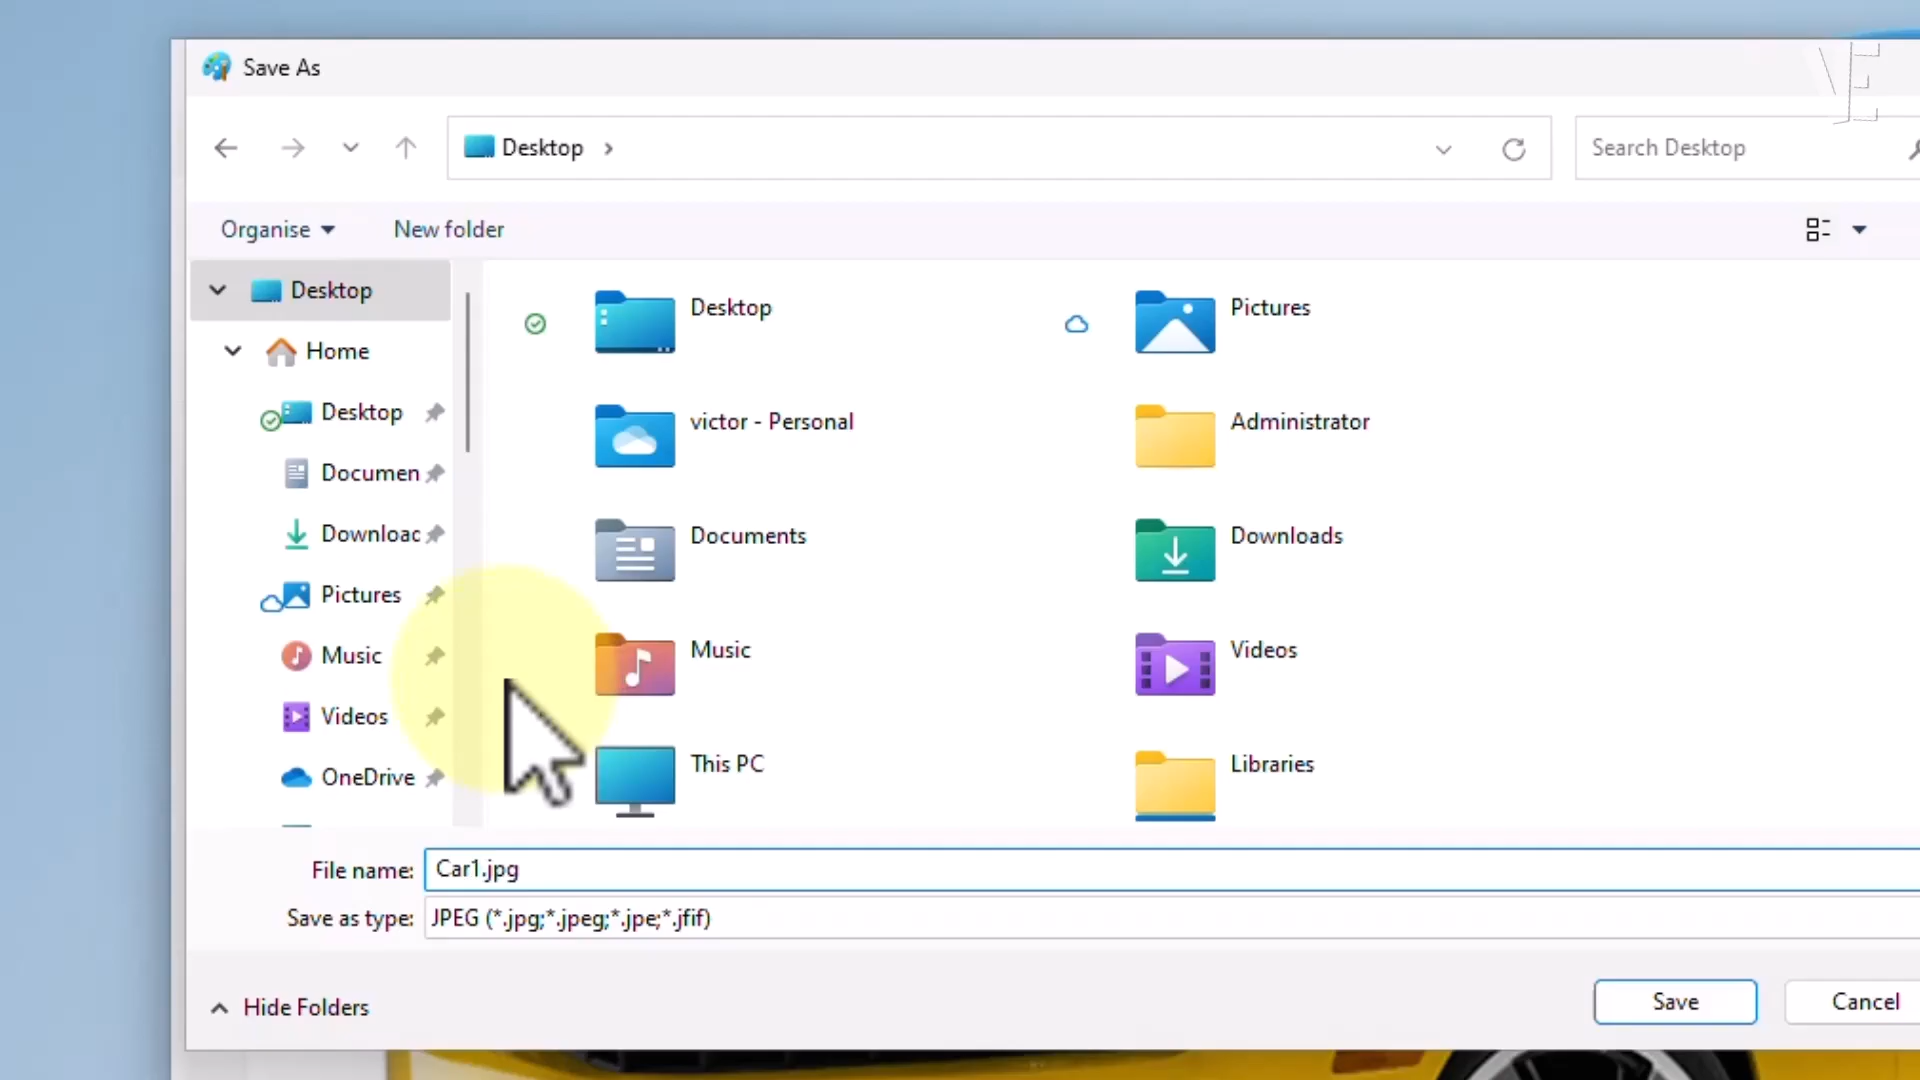 Save As
VE
Desktop
Search Desktop
Organise
New folder
Desktop
Home
Desktop
Documen
Downloac
Pictures
Music
Videos
OneDrive
Desktop
Pictures
victor - Personal
Administrator
Documents
Downloads
Music
Videos
This PC
Libraries
File name: Car1.jpg
Save as type: JPEG (*.jpg;*.jpeg;*.jpe;*.jfif)
Hide Folders
Save
Cancel